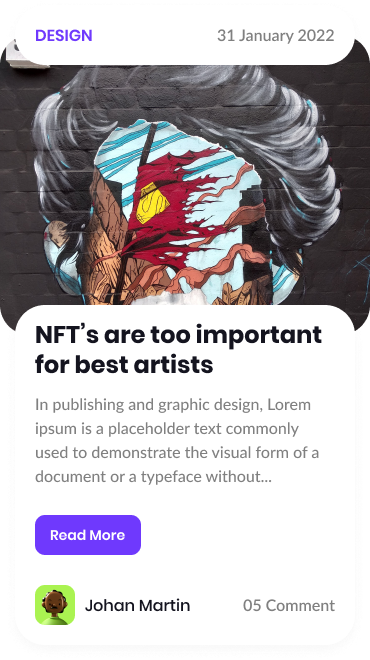 DESIGN 31 January 2022
NFT's are too important
for best artists
In publishing and graphic design, Lorem
ipsum is a placeholder text commonly
used to demonstrate the visual form of a
document or a typeface without...
Read More
Johan Martin 05 Comment